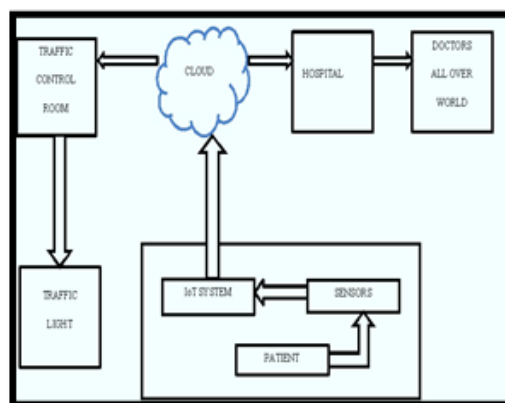 TRAFFIC
CONTROL
ROOM
CLOUD
HOSPITAL
DOCTORS
ALL OVER
WORLD
TRAFFIC
LIGHT
IoT SYSTEM
SENSORS
PATIENT